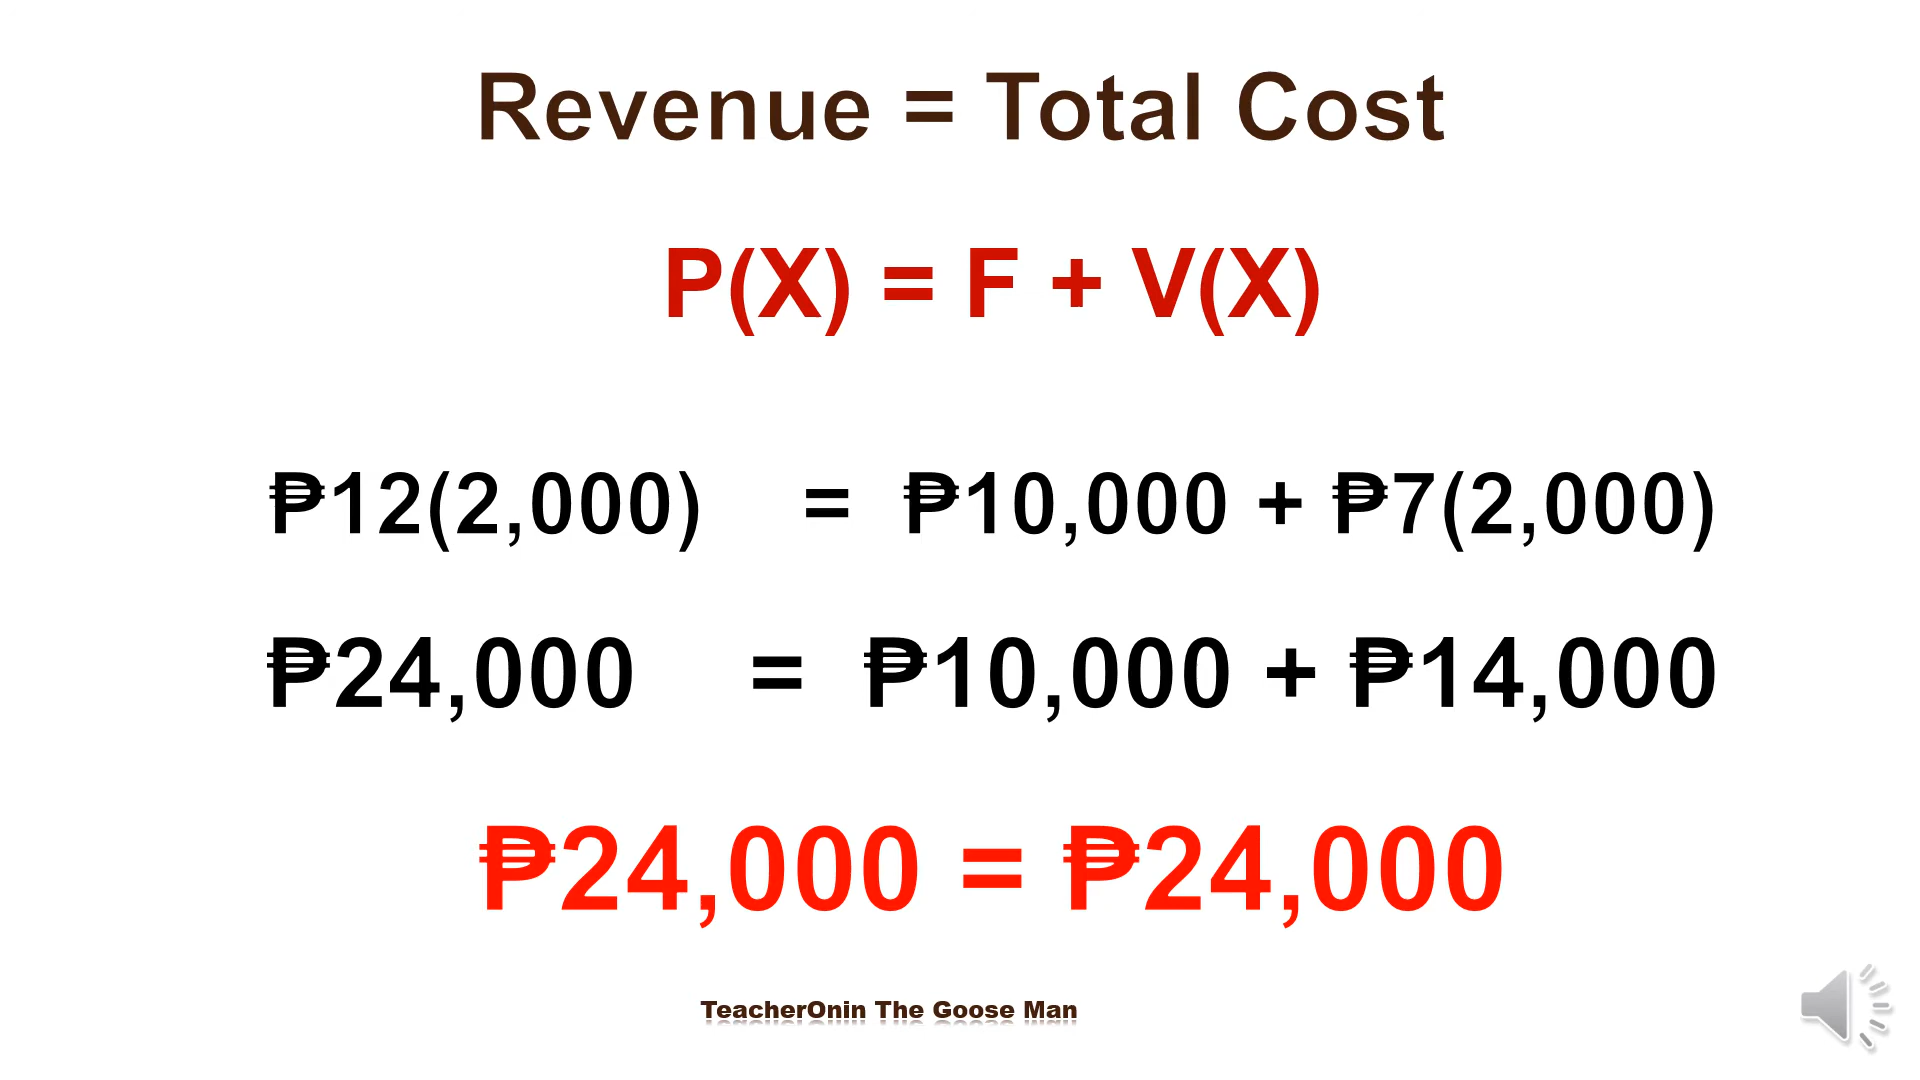 Revenue = Total Cost
P(X) = F + V(X)
₱12(2,000) = ₱10,000 + ₱7(2,000)
₱24,000 = ₱10,000 + ₱14,000
₱24,000 = ₱24,000
TeacherOnin The Goose Man